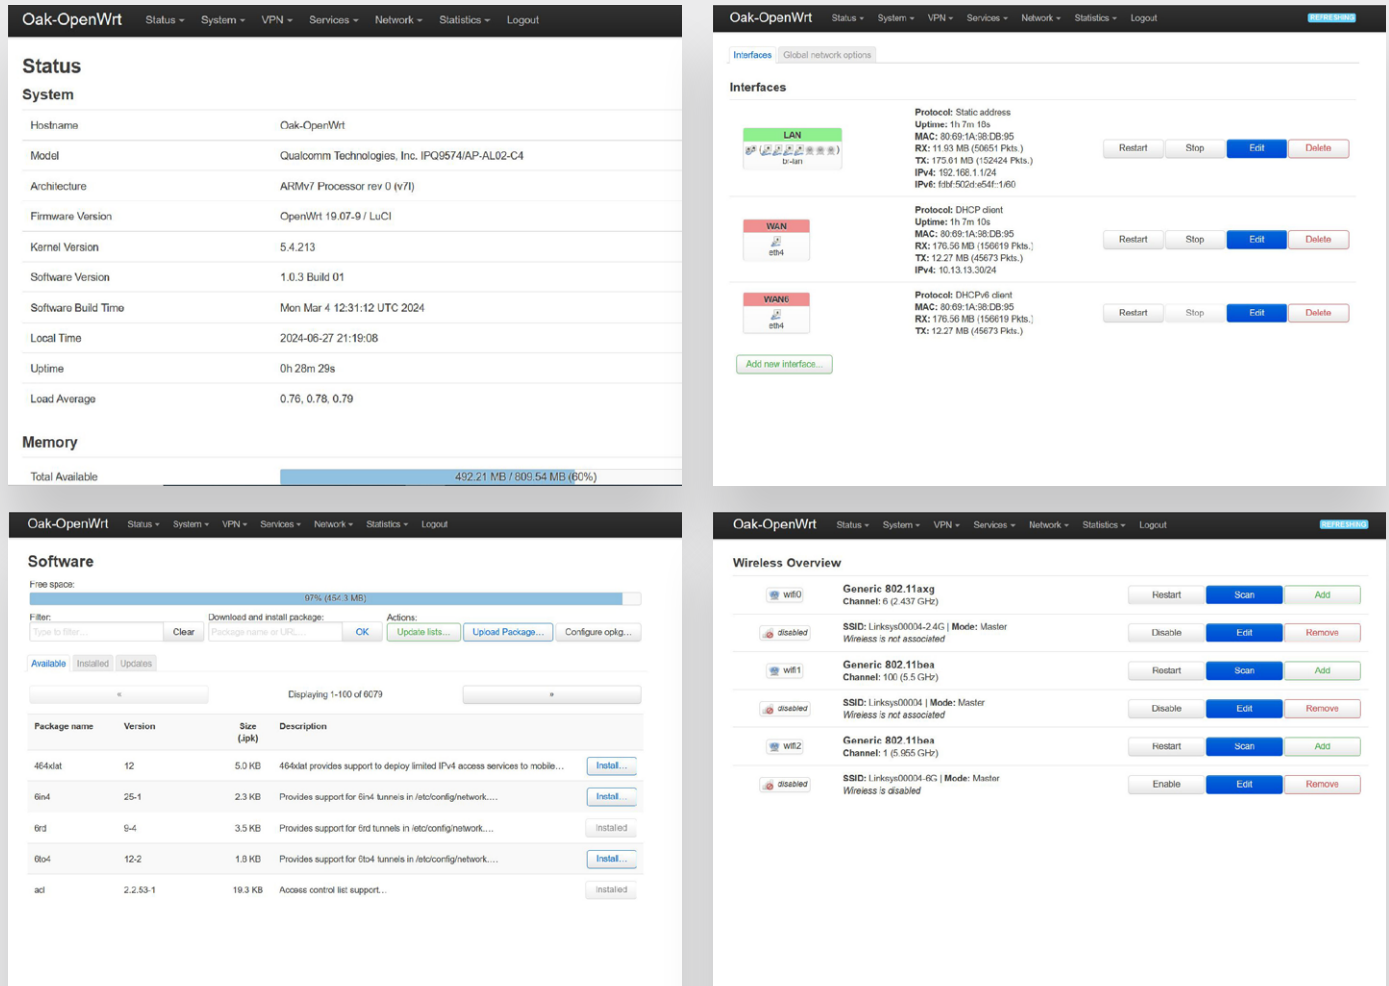 Oak-OpenWrt Status System VPN Services Network Statistics Logout
Status
System
Hostname Oak-OpenWrt
Model Qualcomm Technologies, Inc. IPQ9574/AP-AL02-C4
Architecture ARMv7 Processor rev 0 (v7l)
Firmware Version OpenWrt 19.07-9 / LuCI
Kernel Version 5.4.213
Software Version 1.0.3 Build 01
Software Build Time Mon Mar 4 12:31:12 UTC 2024
Local Time 2024-06-27 21:19:08
Uptime 0h 28m 29s
Load Average 0.76, 0.78, 0.79
Memory
Total Available 492.21 MB / 809.54 MB (60%)
Oak-OpenWrt Status System VPN Services Network Statistics Logout REFRESHING
Interfaces Global network options
Interfaces
LAN
br-lan
Protocol: Static address
Uptime: 1h 7m 18s
MAC: 80:69:1A:98:DB:95
RX: 11.93 MB (50651 Pkts.)
TX: 175.61 MB (152424 Pkts.)
IPv4: 192.168.1.1/24
IPv6: fdbf:502d:e54f::1/60
Restart Stop Edit Delete
WAN
eth4
Protocol: DHCP client
Uptime: 1h 7m 10s
MAC: 80:69:1A:98:DB:95
RX: 176.56 MB (156619 Pkts.)
TX: 12.27 MB (45673 Pkts.)
IPv4: 10.13.13.30/24
Restart Stop Edit Delete
WAN6
eth4
Protocol: DHCPv6 client
MAC: 80:69:1A:98:DB:95
RX: 176.56 MB (156619 Pkts.)
TX: 12.27 MB (45673 Pkts.)
Restart Stop Edit Delete
Add new interface...
Oak-OpenWrt Status System VPN Services Network Statistics Logout
Software
Free space:
97% (464.3 MB)
Filter: Download and install package: Actions:
Type to filter... Clear Package name or URL... OK Update lists... Upload Package... Configure opkg...
Available Installed Updates
« Displaying 1-100 of 6079 »
Package name Version Size (.ipk) Description
464xlat 12 5.0 KB 464xlat provides support to deploy limited IPv4 access services to mobile... Install...
6in4 25-1 2.3 KB Provides support for 6in4 tunnels in /etc/config/network.... Install...
6rd 9-4 3.5 KB Provides support for 6rd tunnels in /etc/config/network.... Installed
6to4 12-2 1.8 KB Provides support for 6to4 tunnels in /etc/config/network.... Install...
acl 2.2.53-1 19.3 KB Access control list support... Installed
Oak-OpenWrt Status System VPN Services Network Statistics Logout REFRESHING
Wireless Overview
wifi0 Generic 802.11axg
Channel: 6 (2.437 GHz)
Restart Scan Add
disabled SSID: Linksys00004-2.4G | Mode: Master
Wireless is not associated
Disable Edit Remove
wifi1 Generic 802.11bea
Channel: 100 (5.5 GHz)
Restart Scan Add
disabled SSID: Linksys00004 | Mode: Master
Wireless is not associated
Disable Edit Remove
wifi2 Generic 802.11bea
Channel: 1 (5.955 GHz)
Restart Scan Add
disabled SSID: Linksys00004-6G | Mode: Master
Wireless is disabled
Enable Edit Remove